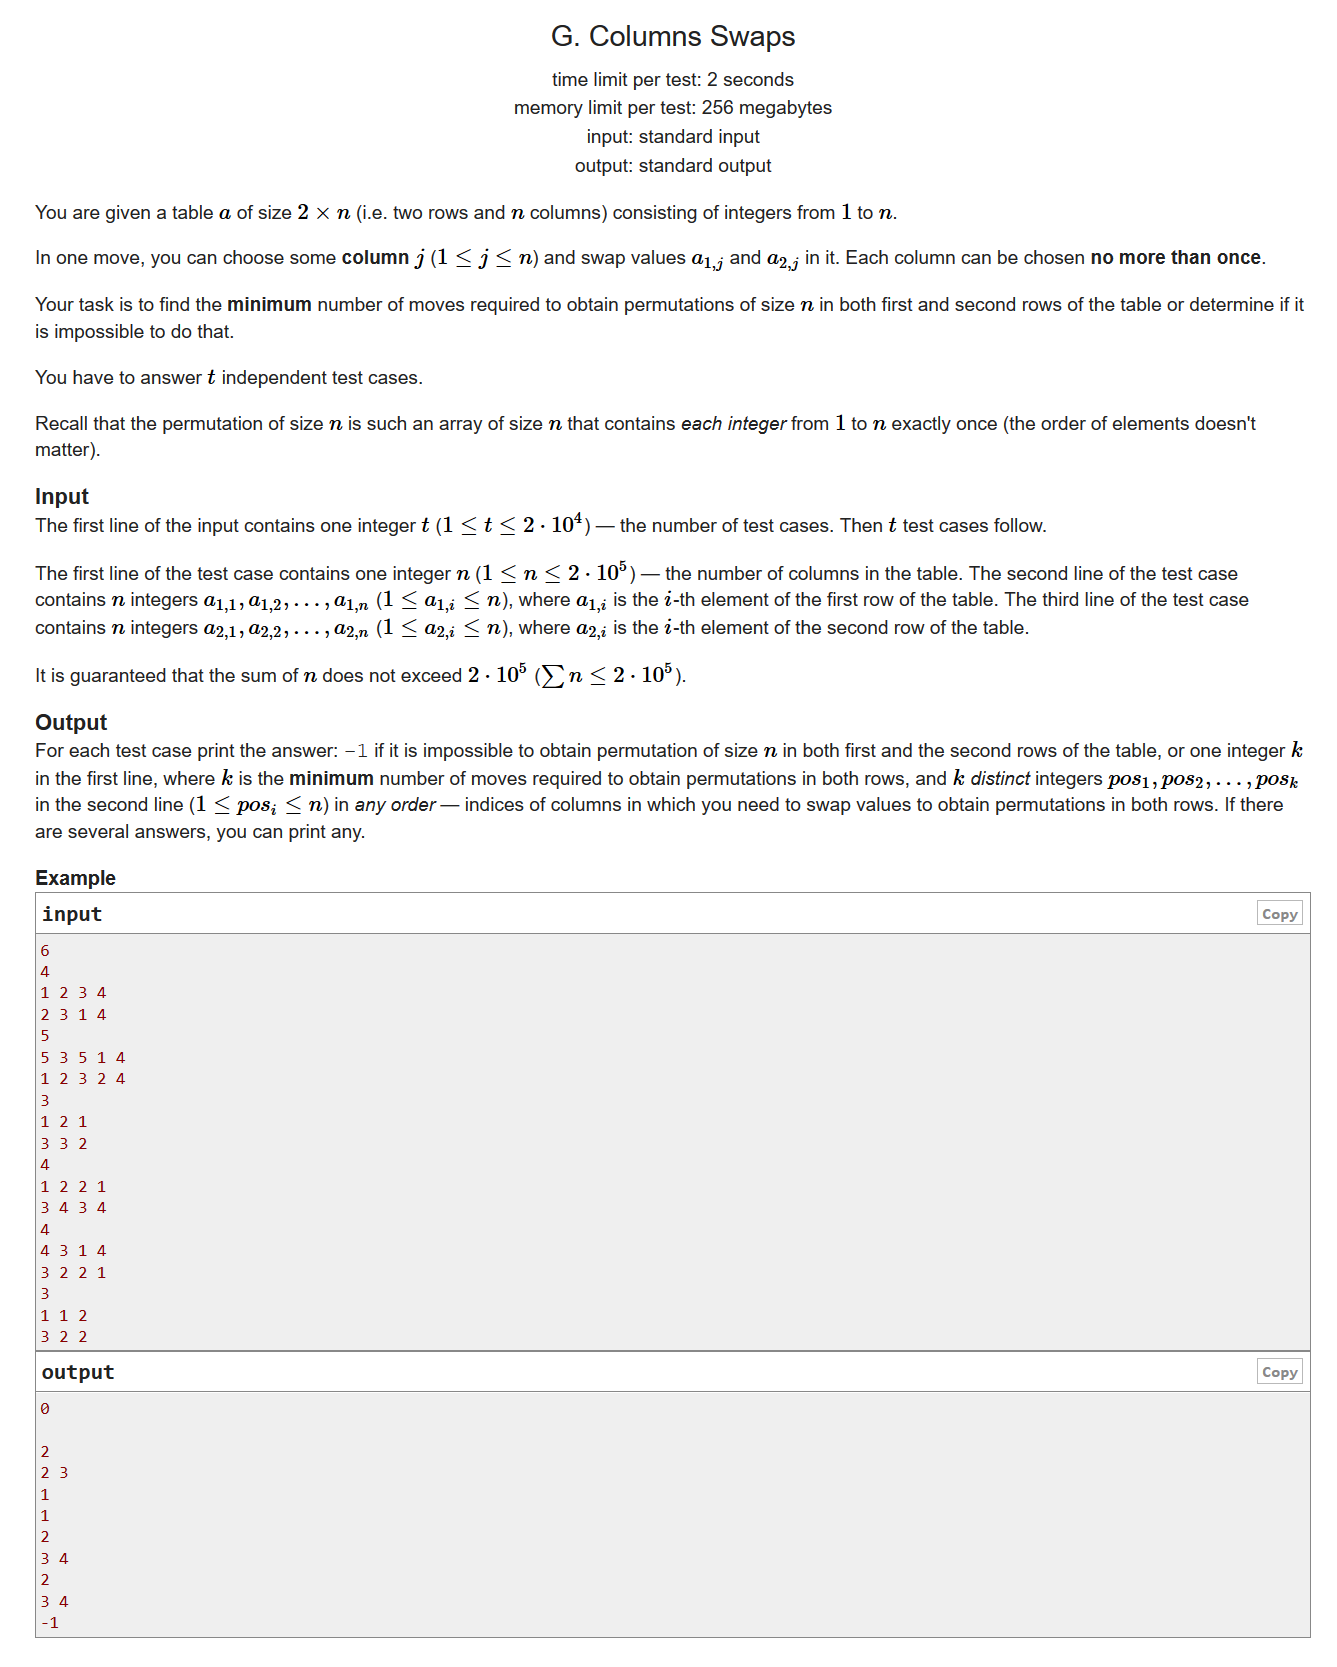 G. Columns Swaps
time limit per test: 2 seconds
memory limit per test: 256 megabytes
input: standard input
output: standard output
You are given a table a of size 2 × n (i.e. two rows and n columns) consisting of integers from 1 to n.
In one move, you can choose some column j (1 ≤ j ≤ n) and swap values a_{1,j} and a_{2,j} in it. Each column can be chosen no more than once.
Your task is to find the minimum number of moves required to obtain permutations of size n in both first and second rows of the table or determine if it
is impossible to do that.
You have to answer t independent test cases.
Recall that the permutation of size n is such an array of size n that contains each integer from 1 to n exactly once (the order of elements doesn't
matter).
Input
The first line of the input contains one integer t (1 ≤ t ≤ 2 · 10^4) — the number of test cases. Then t test cases follow.
The first line of the test case contains one integer n (1 ≤ n ≤ 2 · 10^5) — the number of columns in the table. The second line of the test case
contains n integers a_{1,1}, a_{1,2}, . . . , a_{1,n} (1 ≤ a_{1,i} ≤ n), where a_{1,i} is the i-th element of the first row of the table. The third line of the test case
contains n integers a_{2,1}, a_{2,2}, . . . , a_{2,n} (1 ≤ a_{2,i} ≤ n), where a_{2,i} is the i-th element of the second row of the table.
It is guaranteed that the sum of n does not exceed 2 · 10^5 (∑ n ≤ 2 · 10^5).
Output
For each test case print the answer: -1 if it is impossible to obtain permutation of size n in both first and the second rows of the table, or one integer k
in the first line, where k is the minimum number of moves required to obtain permutations in both rows, and k distinct integers pos_1, pos_2, . . . , pos_k
in the second line (1 ≤ pos_i ≤ n) in any order — indices of columns in which you need to swap values to obtain permutations in both rows. If there
are several answers, you can print any.
Example
input Copy
6
4
1 2 3 4
2 3 1 4
5
5 3 5 1 4
1 2 3 2 4
3
1 2 1
3 3 2
4
1 2 2 1
3 4 3 4
4
4 3 1 4
3 2 2 1
3
1 1 2
3 2 2
output Copy
0
2
2 3
1
1
2
3 4
2
3 4
-1